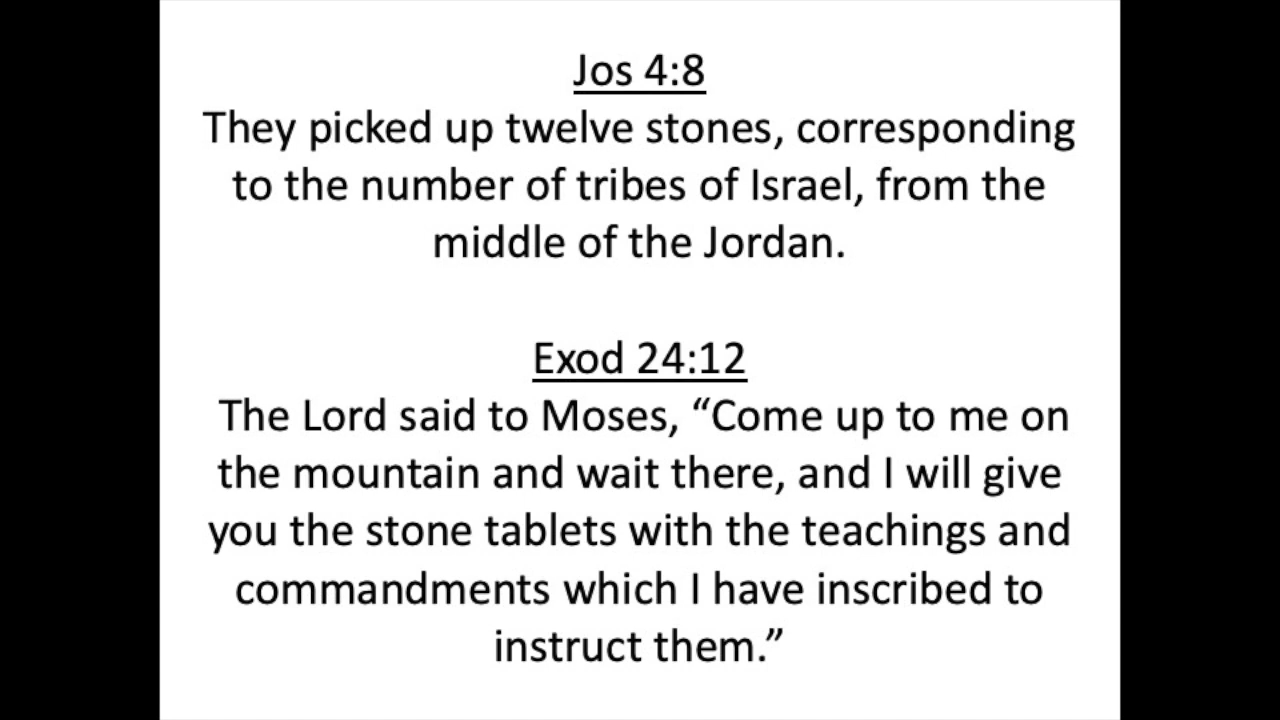 Jos 4:8
They picked up twelve stones, corresponding
to the number of tribes of Israel, from the
middle of the Jordan.
Exod 24:12
The Lord said to Moses, “Come up to me on
the mountain and wait there, and I will give
you the stone tablets with the teachings and
commandments which I have inscribed to
instruct them.”